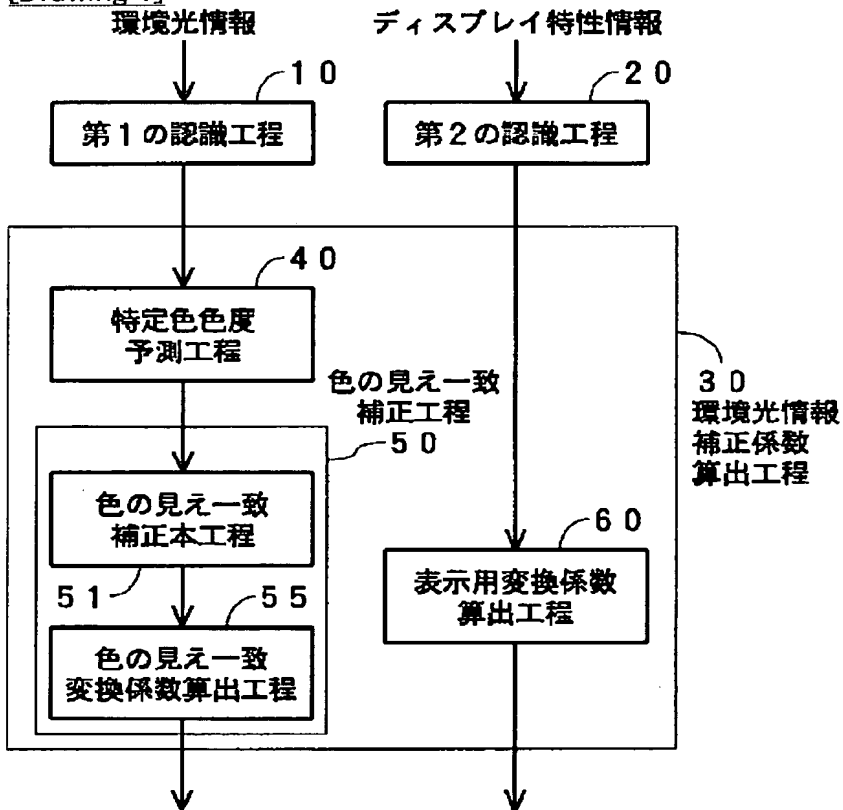 環境光情報
ディスプレイ特性情報
10
20
第1の認識工程
第2の認識工程
40
特定色色度
予測工程
色の見え一致
補正工程
50
30
環境光情報
補正係数
算出工程
色の見え一致
補正本工程
51
60
表示用変換係数
算出工程
55
色の見え一致
変換係数算出工程